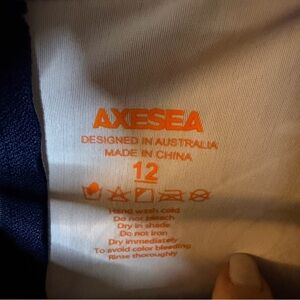 AXESEA
DESIGNED IN AUSTRALIA
MADE IN CHINA
12
Hand wash cold
Do not bleach
Dry in shade
Do not iron
Dry immediately
To avoid color bleeding
Rinse thoroughly